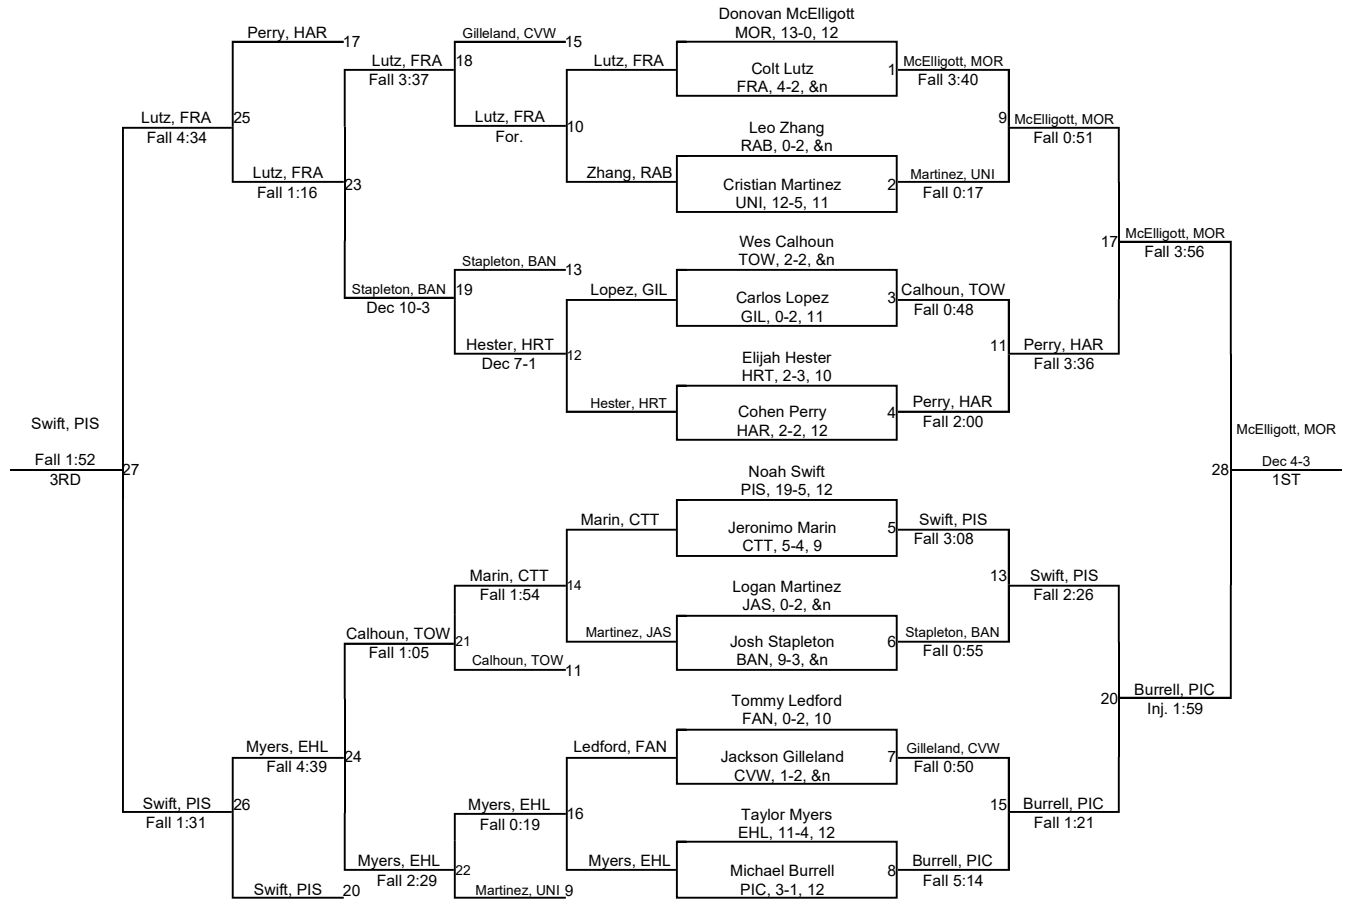 Donovan McElligott
MOR, 13-0, 12
Perry, HAR
17
Gilleland, CVW
15
Lutz, FRA
Fall 3:37
18
Lutz, FRA
Colt Lutz
FRA, 4-2, &n
1
McElligott, MOR
Fall 3:40
Lutz, FRA
Fall 4:34
25
Lutz, FRA
For.
10
Leo Zhang
RAB, 0-2, &n
9
McElligott, MOR
Fall 0:51
Lutz, FRA
Fall 1:16
23
Zhang, RAB
Cristian Martinez
UNI, 12-5, 11
2
Martinez, UNI
Fall 0:17
Wes Calhoun
TOW, 2-2, &n
17
McElligott, MOR
Fall 3:56
Stapleton, BAN
13
Stapleton, BAN
Dec 10-3
19
Lopez, GIL
Carlos Lopez
GIL, 0-2, 11
3
Calhoun, TOW
Fall 0:48
Hester, HRT
Dec 7-1
12
Elijah Hester
HRT, 2-3, 10
11
Perry, HAR
Fall 3:36
Hester, HRT
Cohen Perry
HAR, 2-2, 12
4
Perry, HAR
Fall 2:00
Swift, PIS
Fall 1:52
3RD
27
McElligott, MOR
28
Dec 4-3
1ST
Noah Swift
PIS, 19-5, 12
Marin, CTT
Jeronimo Marin
CTT, 5-4, 9
5
Swift, PIS
Fall 3:08
Marin, CTT
Fall 1:54
14
Logan Martinez
JAS, 0-2, &n
13
Swift, PIS
Fall 2:26
Calhoun, TOW
Fall 1:05
21
Martinez, JAS
Josh Stapleton
BAN, 9-3, &n
6
Stapleton, BAN
Fall 0:55
Calhoun, TOW
11
Tommy Ledford
FAN, 0-2, 10
20
Burrell, PIC
Inj. 1:59
Myers, EHL
Fall 4:39
24
Ledford, FAN
Jackson Gilleland
CVW, 1-2, &n
7
Gilleland, CVW
Fall 0:50
Swift, PIS
Fall 1:31
26
Myers, EHL
Fall 0:19
16
Taylor Myers
EHL, 11-4, 12
15
Burrell, PIC
Fall 1:21
Myers, EHL
Fall 2:29
22
Myers, EHL
Michael Burrell
PIC, 3-1, 12
8
Burrell, PIC
Fall 5:14
Swift, PIS
20
Martinez, UNI
9